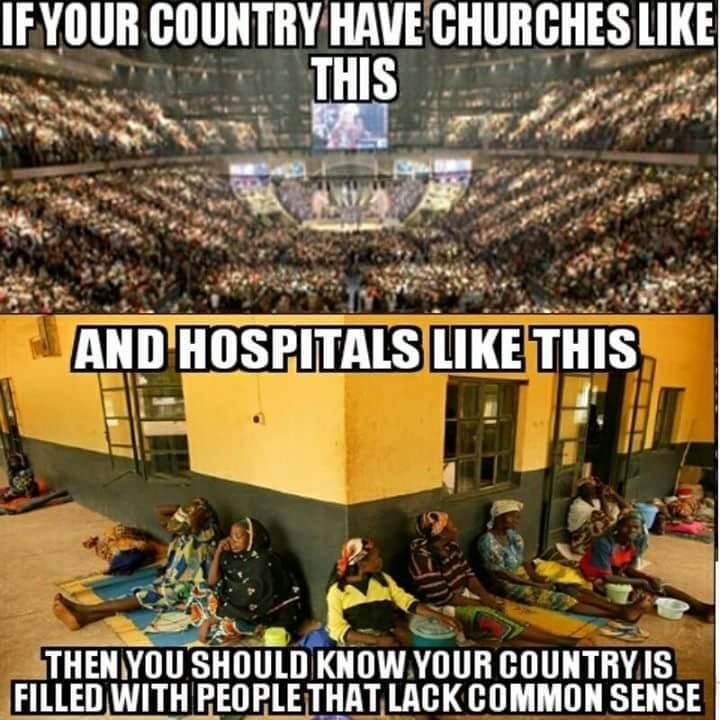 IF YOUR COUNTRY HAVE CHURCHES LIKE
THIS
AND HOSPITALS LIKE THIS
THEN YOU SHOULD KNOW YOUR COUNTRY IS
FILLED WITH PEOPLE THAT LACK COMMON SENSE